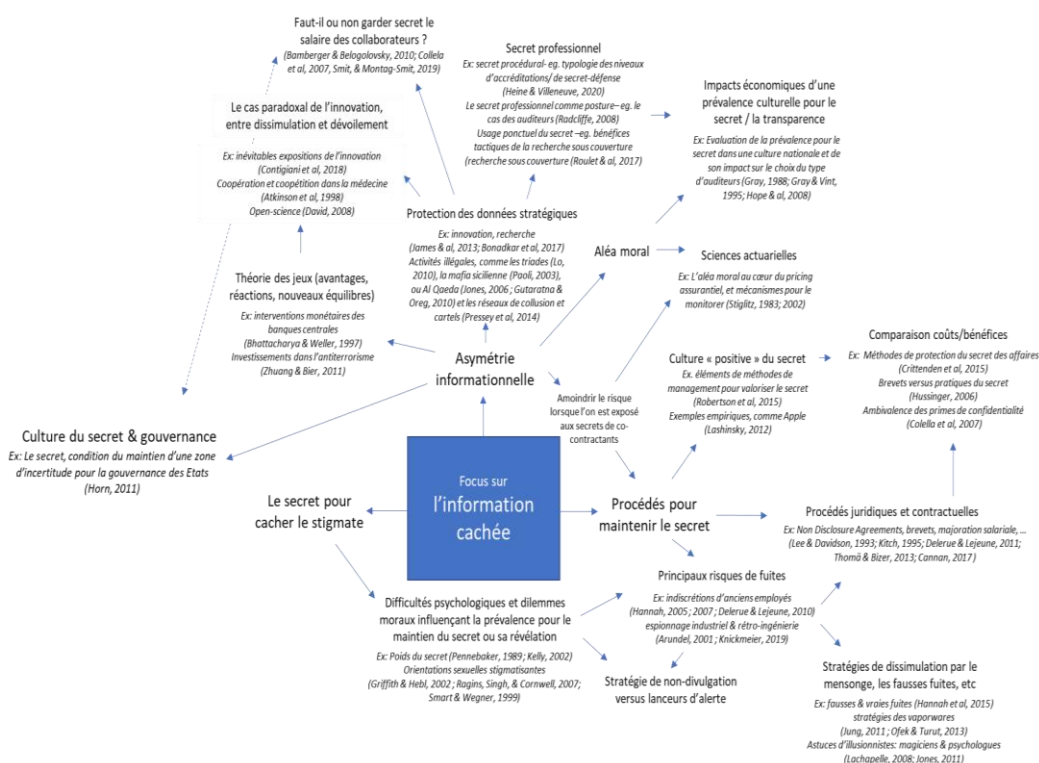 Faut-il ou non garder secret le
salaire des collaborateurs ?
(Bamberger & Belogolovsky, 2010; Collela
et al, 2007, Smit, & Montag-Smit, 2019)
Secret professionnel
Ex: secret procédural- eg. typologie des niveaux
d'accréditations/ de secret-défense
(Heine & Villeneuve, 2020)
Le secret professionnel comme posture– eg. le
cas des auditeurs (Radcliffe, 2008)
Usage ponctuel du secret –eg. bénéfices
tactiques de la recherche sous couverture
(recherche sous couverture (Roulet & al, 2017)
Impacts économiques d'une
prévalence culturelle pour le
secret / la transparence
Ex: Evaluation de la prévalence pour le
secret dans une culture nationale et de
son impact sur le choix du type
d'auditeurs (Gray, 1988; Gray & Vint,
1995; Hope & al, 2008)
Le cas paradoxal de l'innovation,
entre dissimulation et dévoilement
Ex: inévitables expositions de l'innovation
(Contigiani et al, 2018)
Coopération et coopétition dans la médecine
(Atkinson et al, 1998)
Open-science (David, 2008)
Protection des données stratégiques
Ex: innovation, recherche
(James & al, 2013; Bonadkar et al, 2017)
Activités illégales, comme les triades (Lo,
2010), la mafia sicilienne (Paoli, 2003),
ou Al Qaeda (Jones, 2006 ; Gutaratna &
Oreg, 2010) et les réseaux de collusion et
cartels (Pressey et al, 2014)
Aléa moral
Sciences actuarielles
Ex: L'aléa moral au cœur du pricing
assurantiel, et mécanismes pour le
monitorer (Stiglitz, 1983; 2002)
Théorie des jeux (avantages,
réactions, nouveaux équilibres)
Ex: interventions monétaires des
banques centrales
(Bhattacharya & Weller, 1997)
Investissements dans l'antiterrorisme
(Zhuang & Bier, 2011)
Asymétrie
informationnelle
Amoindrir le risque
lorsque l'on est exposé
aux secrets de co-
contractants
Culture « positive » du secret
Ex. éléments de méthodes de
management pour valoriser le secret
(Robertson et al, 2015)
Exemples empiriques, comme Apple
(Lashinsky, 2012)
Comparaison coûts/bénéfices
Ex: Méthodes de protection du secret des affaires
(Crittenden et al, 2015)
Brevets versus pratiques du secret
(Hussinger, 2006)
Ambivalence des primes de confidentialité
(Colella et al, 2007)
Culture du secret & gouvernance
Ex: Le secret, condition du maintien d'une zone
d'incertitude pour la gouvernance des Etats
(Horn, 2011)
Le secret pour
cacher le stigmate
Focus sur
l'information
cachée
Procédés pour
maintenir le secret
Procédés juridiques et contractuelles
Ex: Non Disclosure Agreements, brevets, majoration salariale, …
(Lee & Davidson, 1993; Kitch, 1995; Delerue & Lejeune, 2011;
Thomä & Bizer, 2013; Cannan, 2017 )
Difficultés psychologiques et dilemmes
moraux influençant la prévalence pour le
maintien du secret ou sa révélation
Ex: Poids du secret (Pennebaker, 1989; Kelly, 2002)
Orientations sexuelles stigmatisantes
(Griffith & Hebl, 2002 ; Ragins, Singh, & Cornwell, 2007;
Smart & Wegner, 1999)
Principaux risques de fuites
Ex: indiscrétions d'anciens employés
(Hannah, 2005 ; 2007 ; Delerue & Lejeune, 2010)
espionnage industriel & rétro-ingénierie
(Arundel, 2001 ; Knickmeier, 2019)
Stratégie de non-divulgation
versus lanceurs d'alerte
Stratégies de dissimulation par le
mensonge, les fausses fuites, etc
Ex: fausses & vraies fuites (Hannah et al, 2015)
stratégies des vaporwares
(Jung, 2011 ; Ofek & Turut, 2013)
Astuces d'illusionnistes: magiciens & psychologues
(Lachapelle, 2008; Jones, 2011)